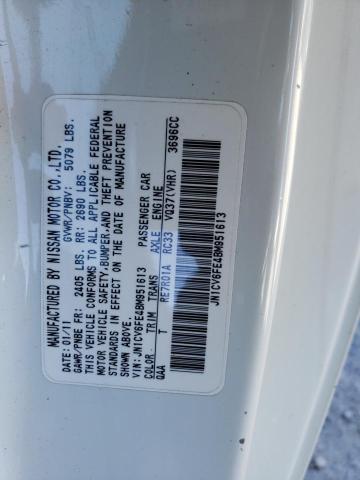 MANUFACTURED BY NISSAN MOTOR CO.,LTD.
DATE: 01/11 GVWR/PNBV: 5079 LBS.
GAWR/PNBE FR: 2405 LBS. RR: 2690 LBS.
THIS VEHICLE CONFORMS TO ALL APPLICABLE FEDERAL
MOTOR VEHICLE SAFETY,BUMPER,AND THEFT PREVENTION
STANDARDS IN EFFECT ON THE DATE OF MANUFACTURE
SHOWN ABOVE.
VIN: JN1CV6FE4BM951613 PASSENGER CAR
COLOR TRIM TRANS AXLE ENGINE
QAA T RE7R01A RC33 VQ37(VHR) 3696CC
JN1CV6FE4BM951613